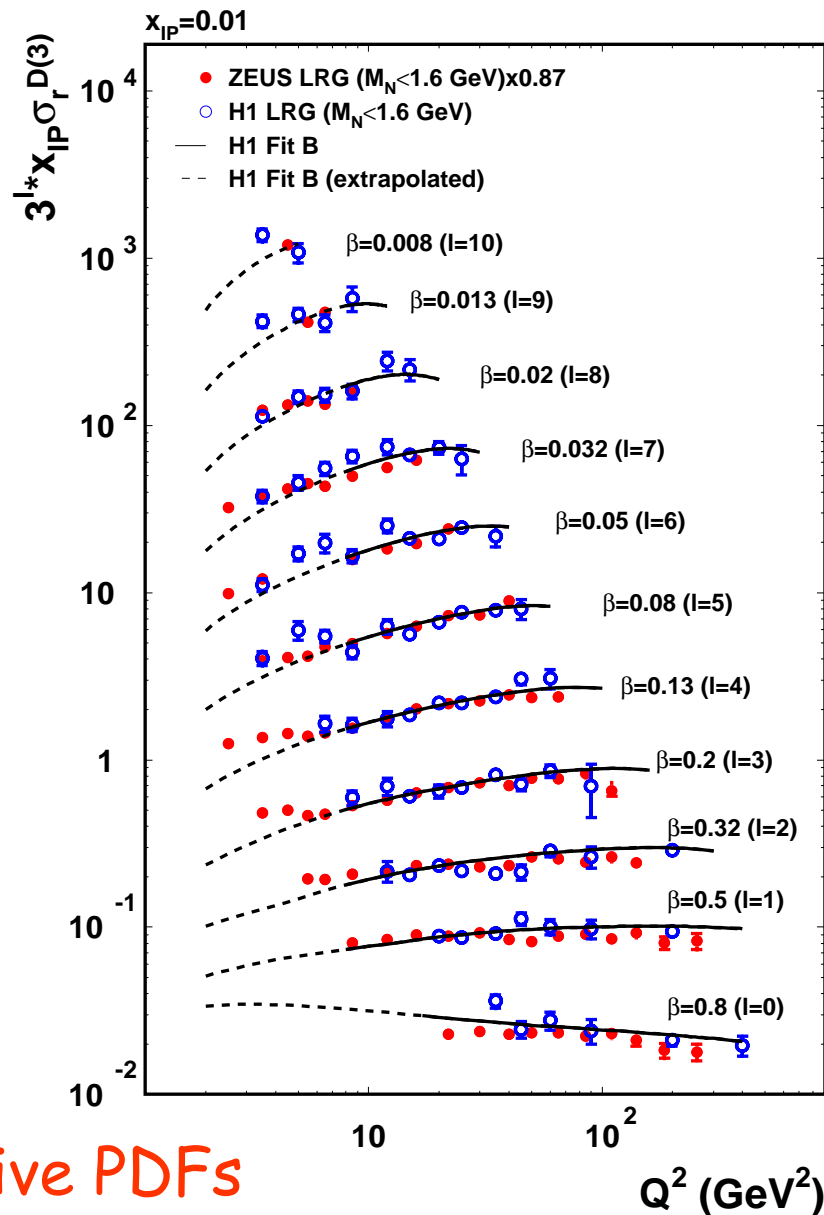 x_IP=0.01
3^l*x_IP σ_r^D(3)
10^4
10^3
10^2
10
1
10^-1
10^-2
ZEUS LRG (M_N<1.6 GeV)x0.87
H1 LRG (M_N<1.6 GeV)
H1 Fit B
H1 Fit B (extrapolated)
β=0.008 (l=10)
β=0.013 (l=9)
β=0.02 (l=8)
β=0.032 (l=7)
β=0.05 (l=6)
β=0.08 (l=5)
β=0.13 (l=4)
β=0.2 (l=3)
β=0.32 (l=2)
β=0.5 (l=1)
β=0.8 (l=0)
10
10^2
ive PDFs
Q^2 (GeV^2)